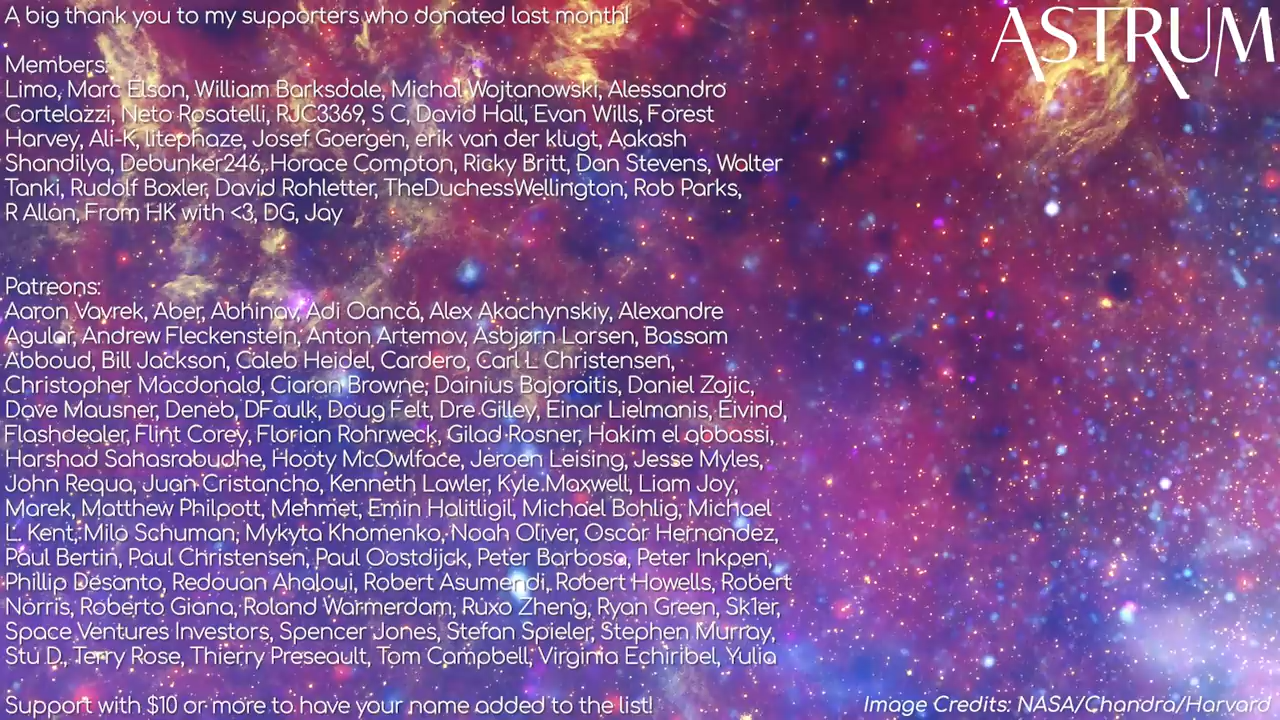 A big thank you to my supporters who donated last month!
ASTRUM
Members:
Limo, Marc Elson, William Barksdale, Michal Wojtanowski, Alessandro
Cortelazzi, Neto Rosatelli, RJC3369, S C, David Hall, Evan Wills, Forest
Harvey, Ali-K, litephaze, Josef Goergen, erik van der klugt, Aakash
Shandilya, Debunker246, Horace Compton, Ricky Britt, Dan Stevens, Walter
Tanki, Rudolf Boxler, David Rohletter, TheDuchessWellington, Rob Parks,
R Allan, From HK with <3, DG, Jay
Patreons:
Aaron Vavrek, Aber, Abhinav, Adi Oancă, Alex Akachynskiy, Alexandre
Agular, Andrew Fleckenstein, Anton Artemov, Asbjørn Larsen, Bassam
Abboud, Bill Jackson, Caleb Heidel, Cardero, Carl L Christensen,
Christopher Macdonald, Ciaran Browne, Dainius Bajoraitis, Daniel Zajic,
Dave Mausner, Deneb, DFaulk, Doug Felt, Dre Gilley, Einar Lielmanis, Eivind,
Flashdealer, Flint Corey, Florian Rohrweck, Gilad Rosner, Hakim el abbassi,
Harshad Sahasrabudhe, Hooty McOwlface, Jeroen Leising, Jesse Myles,
John Requa, Juan Cristancho, Kenneth Lawler, Kyle Maxwell, Liam Joy,
Marek, Matthew Philpott, Mehmet, Emin Halitligil, Michael Bohlig, Michael
L. Kent, Milo Schuman, Mykyta Khomenko, Noah Oliver, Oscar Hernandez,
Paul Bertin, Paul Christensen, Paul Oostdijck, Peter Barbosa, Peter Inkpen,
Phillip Desanto, Redouan Ahaloui, Robert Asumendi, Robert Howells, Robert
Norris, Roberto Giana, Roland Warmerdam, Ruxo Zheng, Ryan Green, Sk1er,
Space Ventures Investors, Spencer Jones, Stefan Spieler, Stephen Murray,
Stu D., Terry Rose, Thierry Preseault, Tom Campbell, Virginia Echiribel, Yulia
Support with $10 or more to have your name added to the list!
Image Credits: NASA/Chandra/Harvard